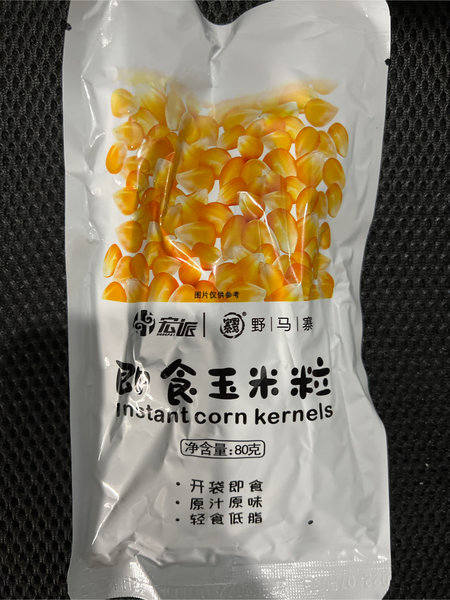 图片仅供参考
宏派 野马寨
即食玉米粒
instant corn kernels
净含量:80克
· 开袋即食
· 原汁原味
· 轻食低脂